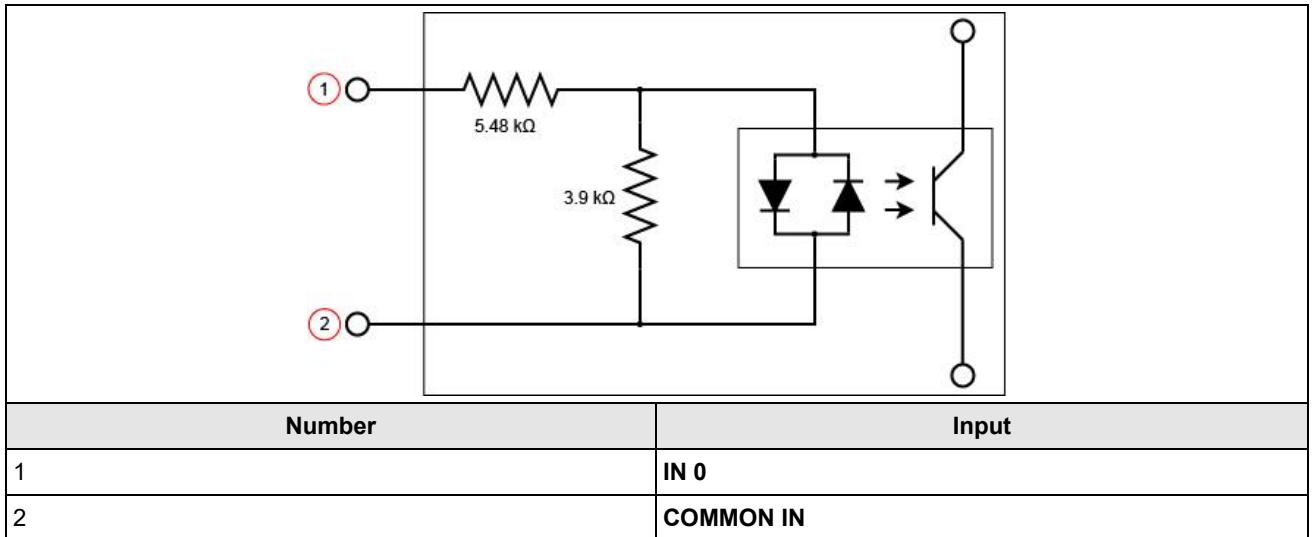 1
5.48 kΩ
3.9 kΩ
2
Number Input
1 IN 0
2 COMMON IN